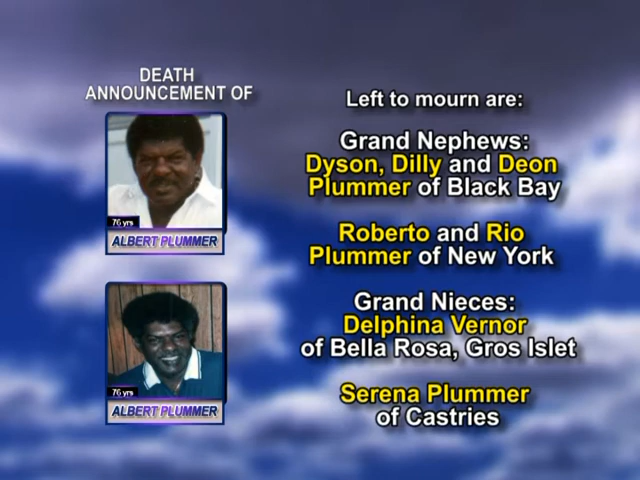 DEATH
ANNOUNCEMENT OF
76 yrs
ALBERT PLUMMER
76 yrs
ALBERT PLUMMER
Left to mourn are:
Grand Nephews:
Dyson, Dilly and Deon
Plummer of Black Bay
Roberto and Rio
Plummer of New York
Grand Nieces:
Delphina Vernor
of Bella Rosa, Gros Islet
Serena Plummer
of Castries